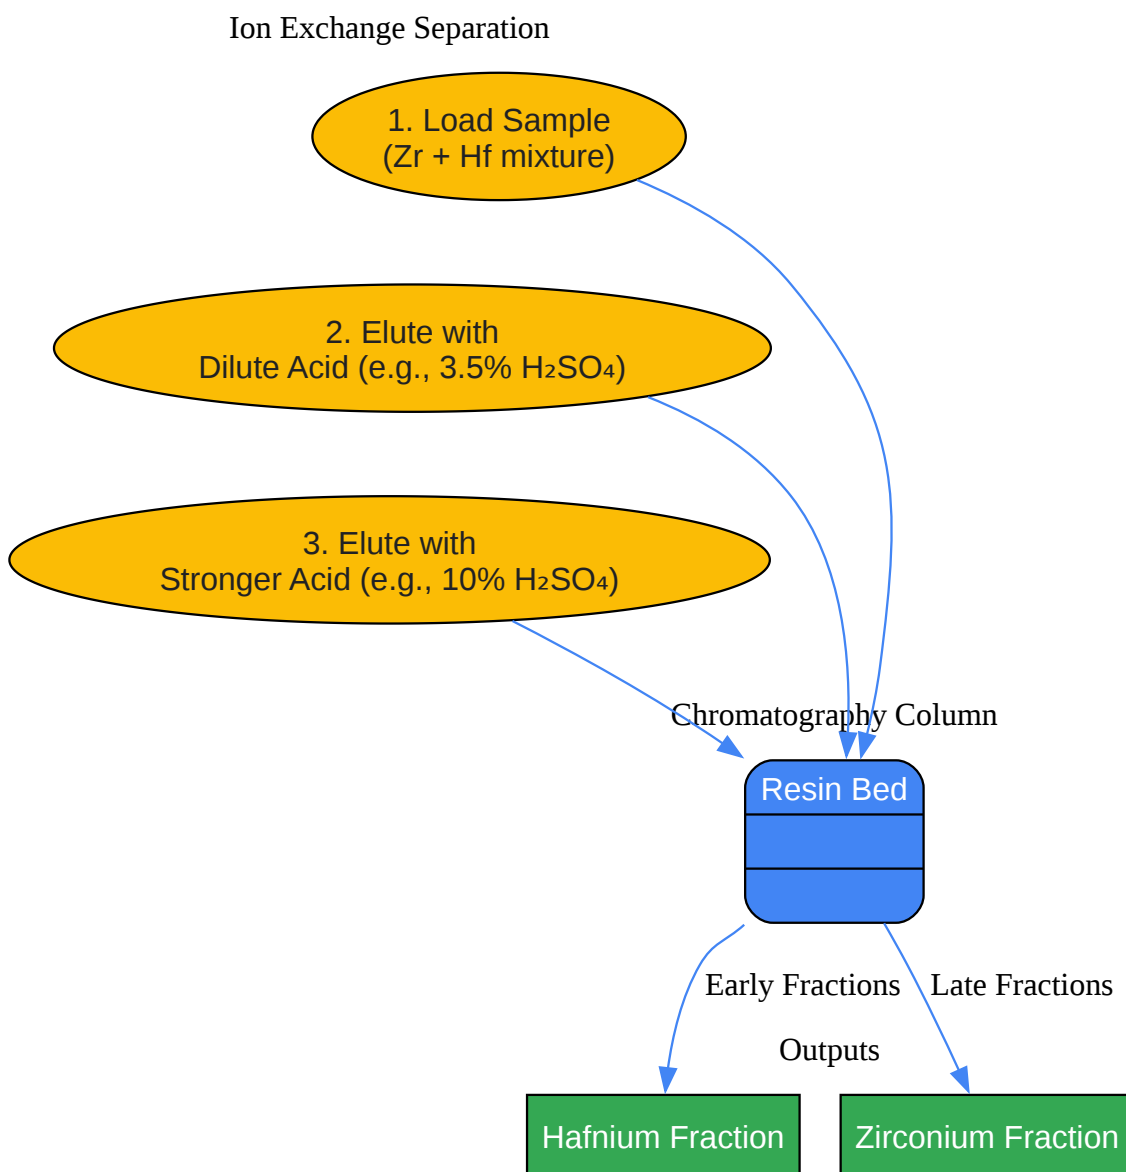 Ion Exchange Separation
1. Load Sample
(Zr + Hf mixture)
2. Elute with
Dilute Acid (e.g., 3.5% H₂SO₄)
3. Elute with
Stronger Acid (e.g., 10% H₂SO₄)
Chromatography Column
Resin Bed
Early Fractions
Late Fractions
Outputs
Hafnium Fraction
Zirconium Fraction